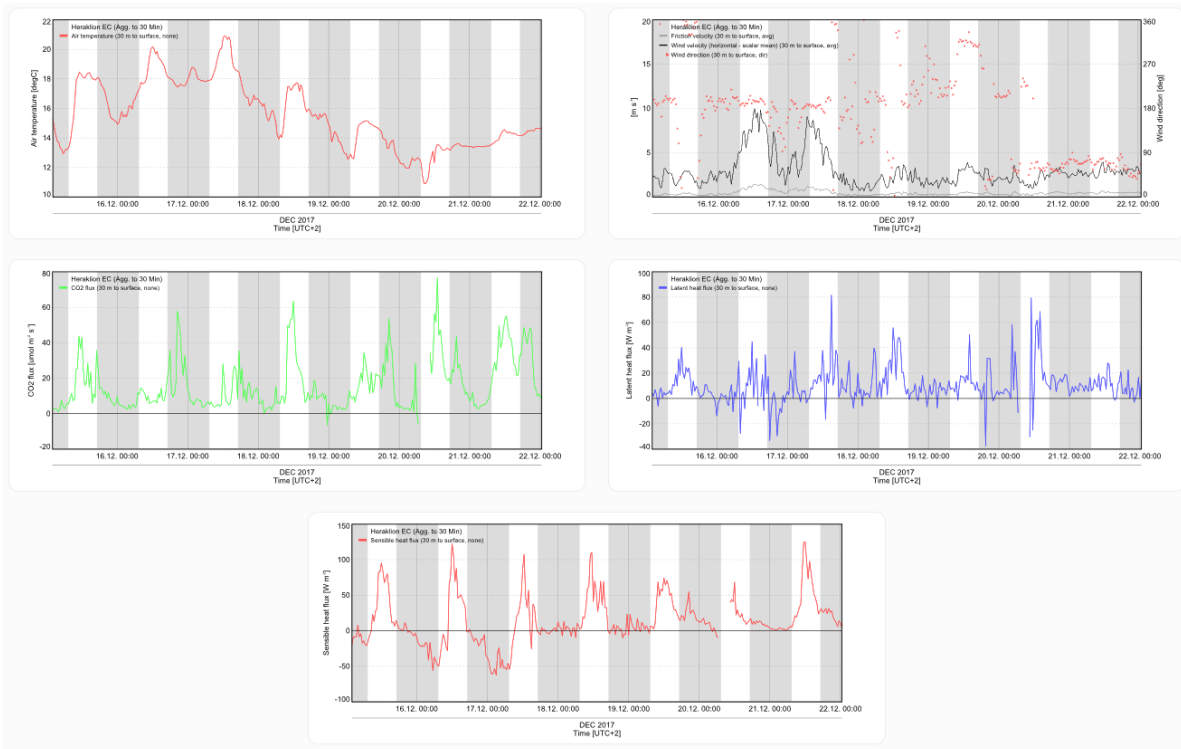 Heraklion EC (Agg. to 30 Min)
Air temperature (30 m to surface, none)
Air temperature [degC]
22
20
18
16
14
12
10
16.12. 00:00 17.12. 00:00 18.12. 00:00 19.12. 00:00 20.12. 00:00 21.12. 00:00 22.12. 00:00
DEC 2017
Time [UTC+2]
Heraklion EC (Agg. to 30 Min)
Friction velocity (30 m to surface, avg)
Wind velocity (horizontal - scalar mean) (30 m to surface, avg)
Wind direction (30 m to surface, dir)
[m s⁻¹]
20
15
10
5
0
Wind direction [deg]
360
270
180
90
0
16.12. 00:00 17.12. 00:00 18.12. 00:00 19.12. 00:00 20.12. 00:00 21.12. 00:00 22.12. 00:00
DEC 2017
Time [UTC+2]
Heraklion EC (Agg. to 30 Min)
CO2 flux (30 m to surface, none)
CO2 flux [umol m⁻² s⁻¹]
80
60
40
20
0
-20
16.12. 00:00 17.12. 00:00 18.12. 00:00 19.12. 00:00 20.12. 00:00 21.12. 00:00 22.12. 00:00
DEC 2017
Time [UTC+2]
Heraklion EC (Agg. to 30 Min)
Latent heat flux (30 m to surface, none)
Latent heat flux [W m⁻²]
100
80
60
40
20
0
-20
-40
16.12. 00:00 17.12. 00:00 18.12. 00:00 19.12. 00:00 20.12. 00:00 21.12. 00:00 22.12. 00:00
DEC 2017
Time [UTC+2]
Heraklion EC (Agg. to 30 Min)
Sensible heat flux (30 m to surface, none)
Sensible heat flux [W m⁻²]
150
100
50
0
-50
-100
16.12. 00:00 17.12. 00:00 18.12. 00:00 19.12. 00:00 20.12. 00:00 21.12. 00:00 22.12. 00:00
DEC 2017
Time [UTC+2]